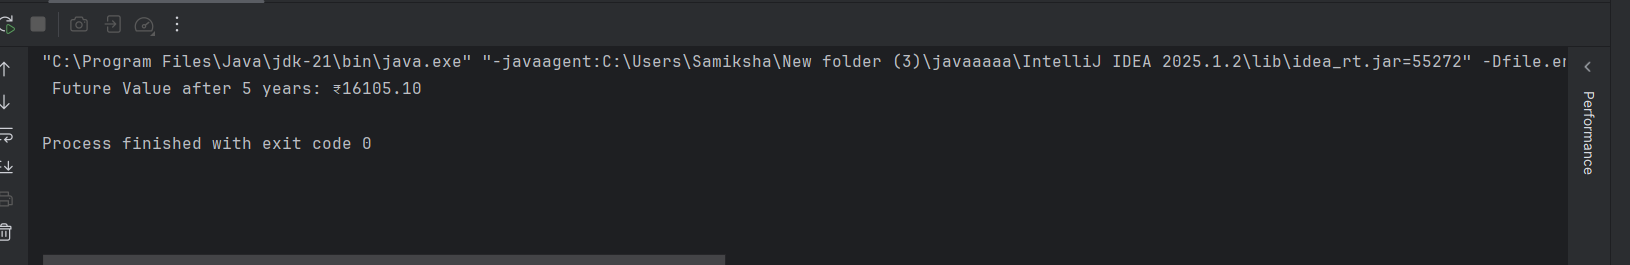 "C:\Program Files\Java\jdk-21\bin\java.exe" "-javaagent:C:\Users\Samiksha\New folder (3)\javaaaaa\IntelliJ IDEA 2025.1.2\lib\idea_rt.jar=55272" -Dfile.en
Future Value after 5 years: ₹16105.10
Process finished with exit code 0
Performance